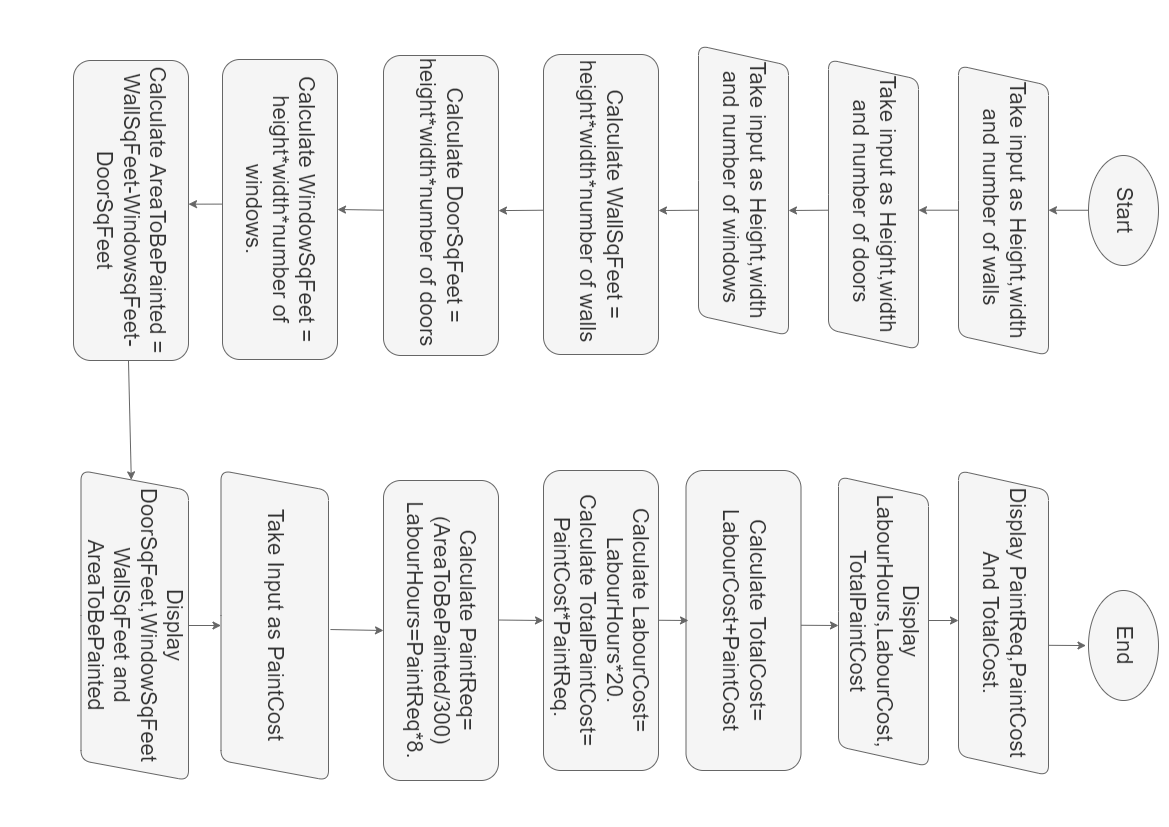 Start
Take input as Height,width
and number of walls
Take input as Height,width
and number of doors
Take input as Height,width
and number of windows
Calculate WallSqFeet =
height*width*number of walls
Calculate DoorSqFeet =
height*width*number of doors
Calculate WindowSqFeet =
height*width*number of
windows.
Calculate AreaToBePainted =
WallSqFeet-WindowsqFeet-
DoorSqFeet
Display
DoorSqFeet,WindowSqFeet
WallSqFeet and
AreaToBePainted
Take Input as PaintCost
Calculate PaintReq=
(AreaToBePainted/300)
LabourHours=PaintReq*8.
Calculate LabourCost=
LabourHours*20.
Calculate TotalPaintCost=
PaintCost*PaintReq.
Calculate TotalCost=
LabourCost+PaintCost
Display
LabourHours,LabourCost,
TotalPaintCost
Display PaintReq,PaintCost
And TotalCost.
End